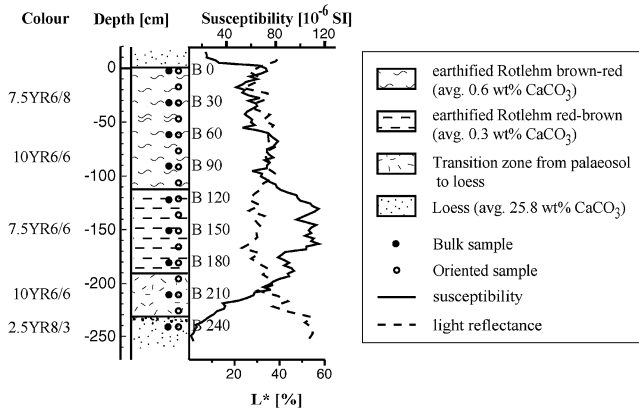 Colour Depth [cm] Susceptibility [10-6 SI]
40 80 120
0
-50
-100
-150
-200
-250
7.5YR6/8
10YR6/6
7.5YR6/6
10YR6/6
2.5YR8/3
B 0
B 30
B 60
B 90
B 120
B 150
B 180
B 210
B 240
20 40 60
L* [%]
earthified Rotlehm brown-red
(avg. 0.6 wt% CaCO3)
earthified Rotlehm red-brown
(avg. 0.3 wt% CaCO3)
Transition zone from palaeosol
to loess
Loess (avg. 25.8 wt% CaCO3)
Bulk sample
Oriented sample
susceptibility
light reflectance